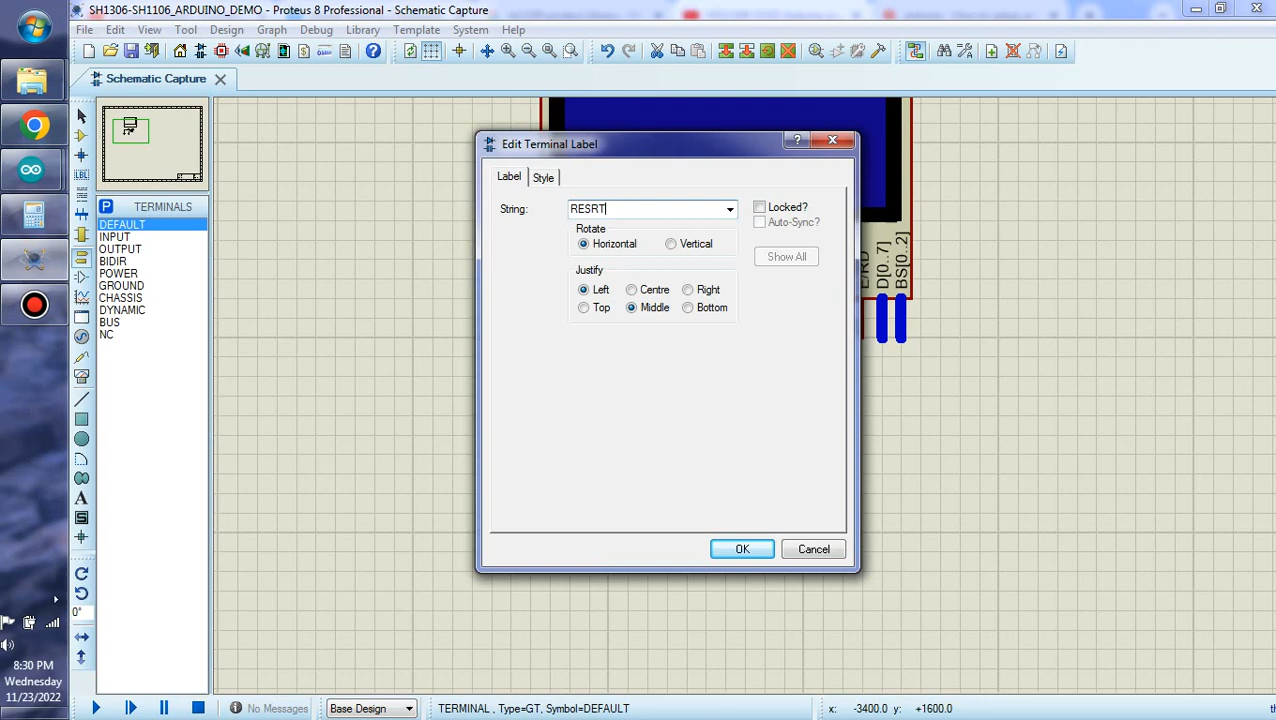 SH1306-SH1106_ARDUINO_DEMO - Proteus 8 Professional - Schematic Capture
File Edit View Tool Design Graph Debug Library Template System Help
Schematic Capture
LBL
P TERMINALS
DEFAULT
INPUT
OUTPUT
BIDIR
POWER
GROUND
CHASSIS
DYNAMIC
BUS
NC
A
S
0°
Edit Terminal Label
Label Style
String: RESRT
Locked?
Auto-Sync?
Rotate
Horizontal Vertical
Show All
Justify
Left Centre Right
Top Middle Bottom
OK Cancel
E/RD
D[0..7]
BS[0..2]
8:30 PM
Wednesday
11/23/2022
No Messages
Base Design
TERMINAL , Type=GT, Symbol=DEFAULT
x: -3400.0 y: +1600.0